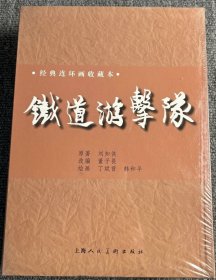 •经典连环画收藏本•
鐵道游擊隊
原著 刘知侠
改编 董子畏
绘画 丁斌曾 韩和平
上海人民美术出版社